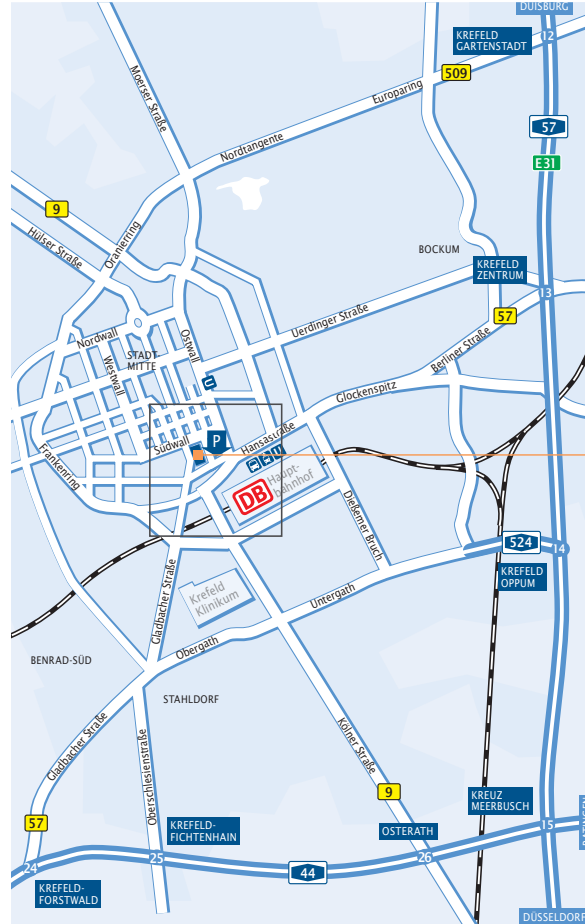 DUISBURG
12
KREFELD
GARTENSTADT
509
Europaring
Moerser Straße
57
E31
Nordtangente
9
Hülser Straße
Oranierring
BOCKUM
KREFELD
ZENTRUM
13
57
Uerdinger Straße
Berliner Straße
Nordwall
Ostwall
STADT-
MITTE
Westwall
U
Glockenspitz
Südwall
P
Hansastraße
Frankenring
DB
Haupt-
bahnhof
Dießemer Bruch
524
14
KREFELD
OPPUM
Gladbacher Straße
Krefeld
Klinikum
Untergath
Obergath
BENRAD-SÜD
STAHLDORF
Gladbacher Straße
Oberschlesienstraße
Kölner Straße
9
57
KREUZ
MEERBUSCH
KREFELD-
FICHTENHAIN
OSTERATH
15
RATINGEN
24
25
44
26
KREFELD-
FORSTWALD
DÜSSELDORF